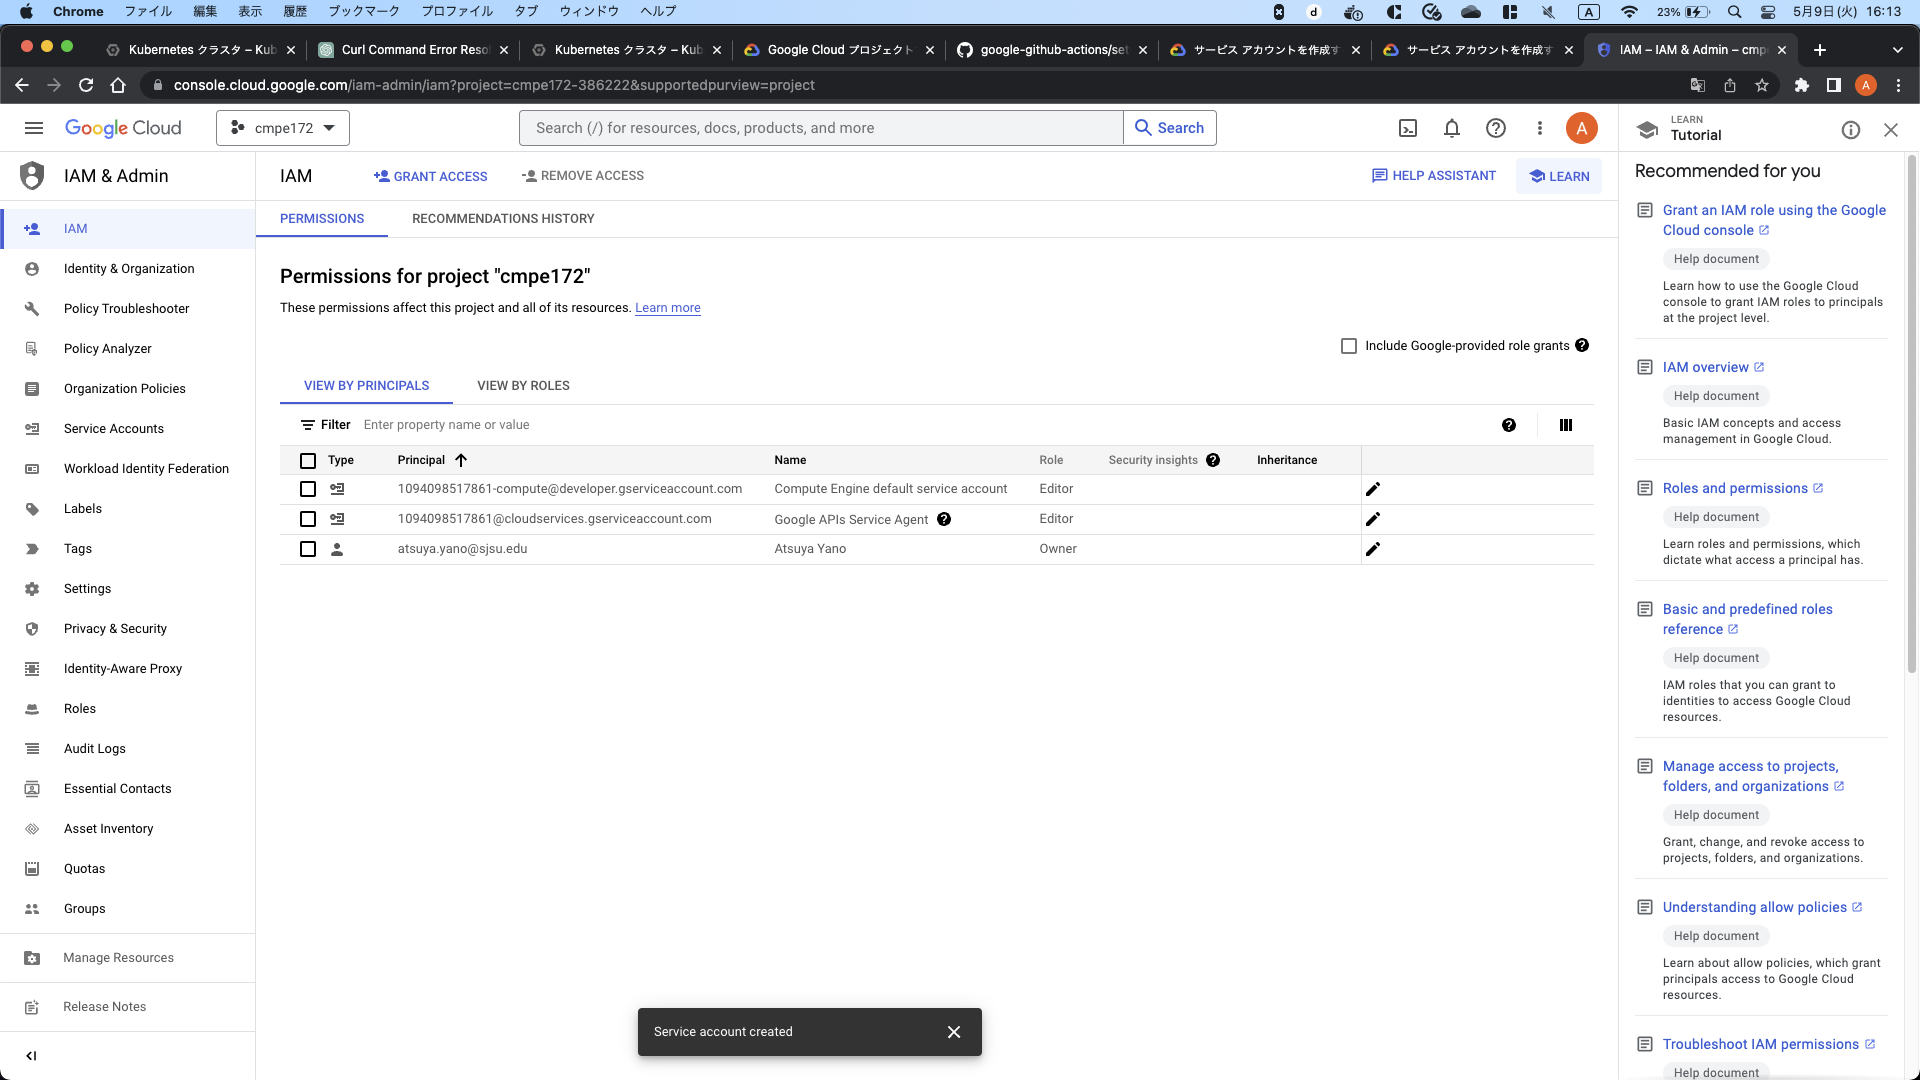 Chrome ファイル 編集 表示 履歴 ブックマーク プロファイル タブ ウィンドウ ヘルプ d A 23% 5月9日(火) 16:13
Kubernetes クラスタ – Kub Curl Command Error Reso Kubernetes クラスタ – Kub Google Cloud プロジェクト google-github-actions/set サービス アカウントを作成す サービス アカウントを作成す IAM – IAM & Admin – cmpe
console.cloud.google.com/iam-admin/iam?project=cmpe172-386222&supportedpurview=project A
Google Cloud cmpe172 Search (/) for resources, docs, products, and more Search A
LEARN
Tutorial
IAM & Admin
IAM
Identity & Organization
Policy Troubleshooter
Policy Analyzer
Organization Policies
Service Accounts
Workload Identity Federation
Labels
Tags
Settings
Privacy & Security
Identity-Aware Proxy
Roles
Audit Logs
Essential Contacts
Asset Inventory
Quotas
Groups
Manage Resources
Release Notes
IAM GRANT ACCESS REMOVE ACCESS HELP ASSISTANT LEARN
PERMISSIONS RECOMMENDATIONS HISTORY
Permissions for project "cmpe172"
These permissions affect this project and all of its resources. Learn more
Include Google-provided role grants
VIEW BY PRINCIPALS VIEW BY ROLES
Filter Enter property name or value
Type Principal Name Role Security insights Inheritance
1094098517861-compute@developer.gserviceaccount.com Compute Engine default service account Editor
1094098517861@cloudservices.gserviceaccount.com Google APIs Service Agent Editor
atsuya.yano@sjsu.edu Atsuya Yano Owner
Service account created
Recommended for you
Grant an IAM role using the Google
Cloud console
Help document
Learn how to use the Google Cloud
console to grant IAM roles to principals
at the project level.
IAM overview
Help document
Basic IAM concepts and access
management in Google Cloud.
Roles and permissions
Help document
Learn roles and permissions, which
dictate what access a principal has.
Basic and predefined roles
reference
Help document
IAM roles that you can grant to
identities to access Google Cloud
resources.
Manage access to projects,
folders, and organizations
Help document
Grant, change, and revoke access to
projects, folders, and organizations.
Understanding allow policies
Help document
Learn about allow policies, which grant
principals access to Google Cloud
resources.
Troubleshoot IAM permissions
Help document